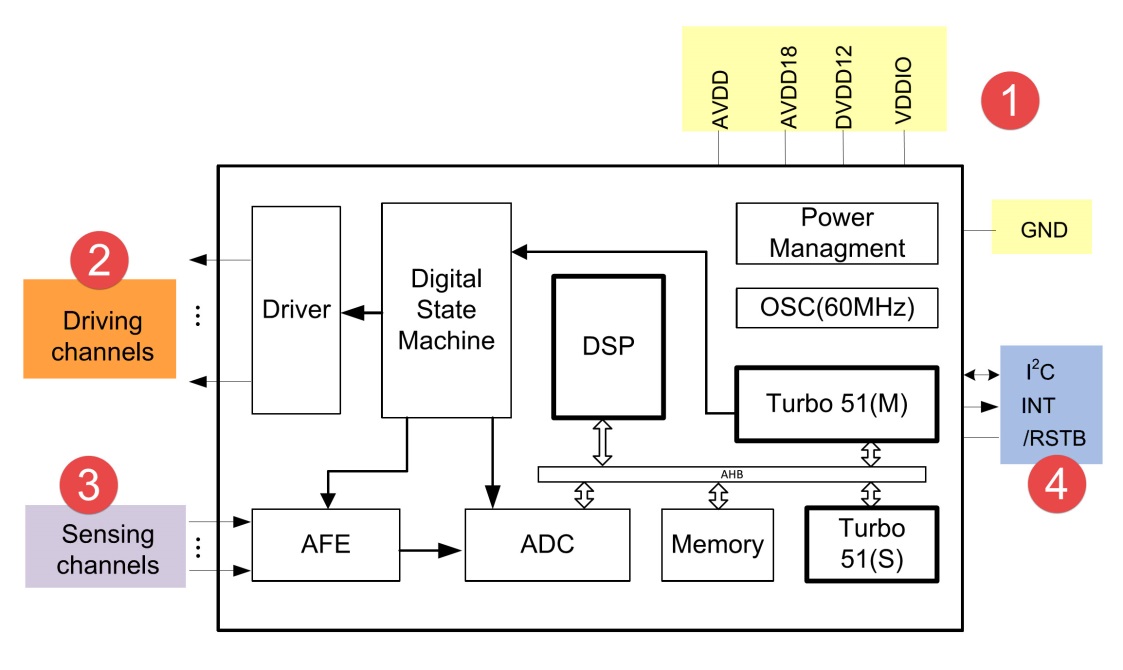 AVDD
AVDD18
DVDD12
VDDIO
1
Power
Managment
GND
2
Driving
channels
Driver
Digital
State
Machine
DSP
OSC(60MHz)
Turbo 51(M)
I²C
INT
/RSTB
4
AHB
3
Sensing
channels
AFE
ADC
Memory
Turbo
51(S)